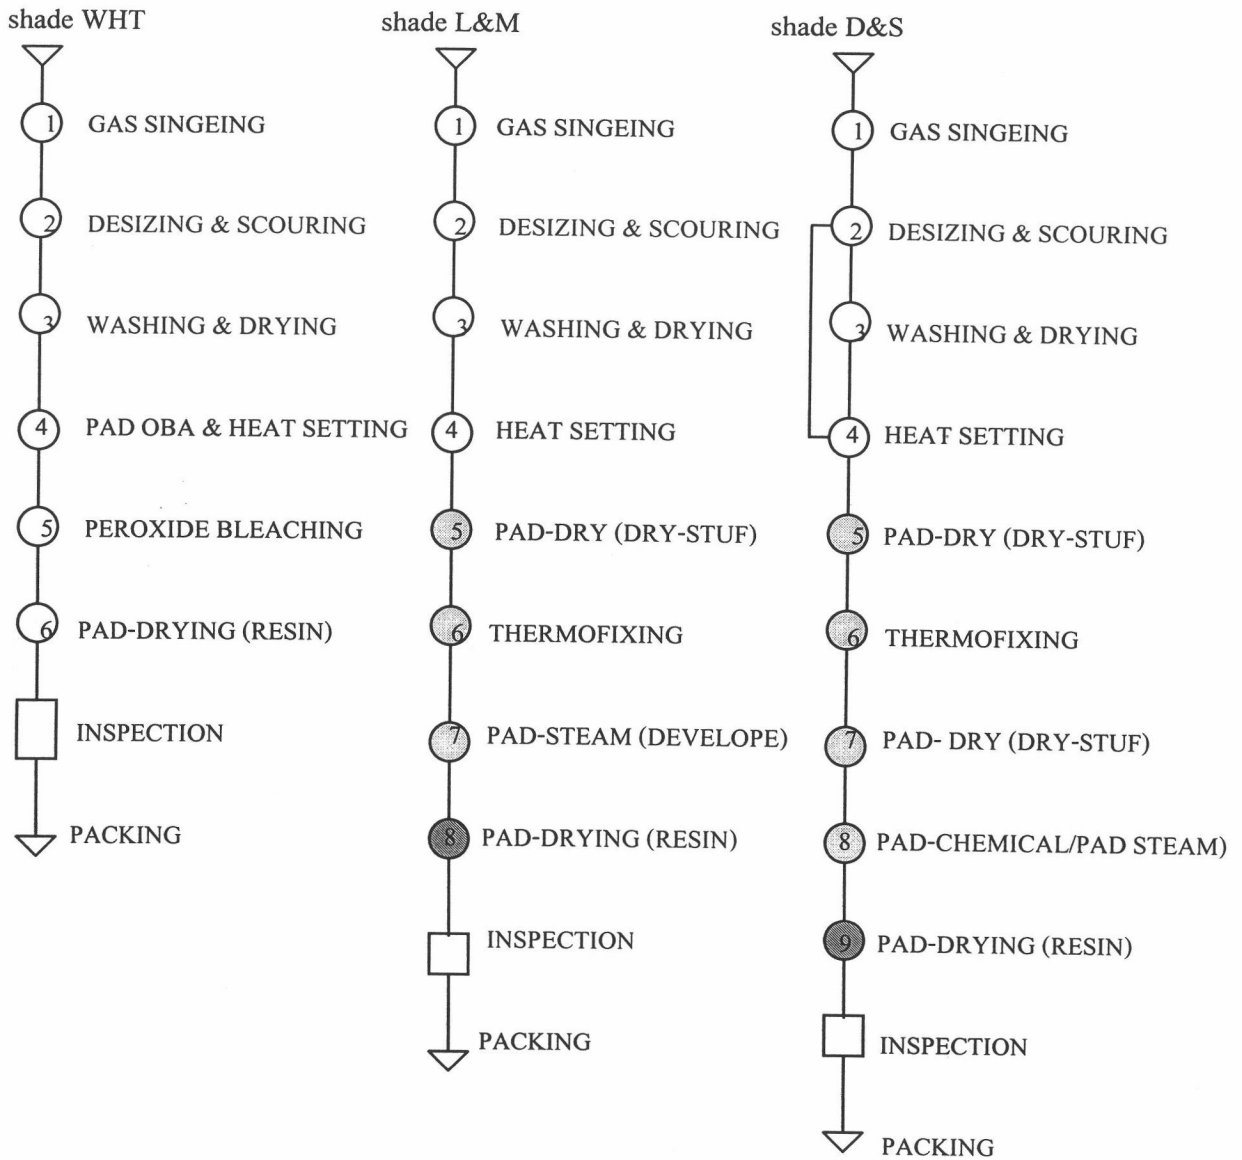 shade WHT
1 GAS SINGEING
2 DESIZING & SCOURING
3 WASHING & DRYING
4 PAD OBA & HEAT SETTING
5 PEROXIDE BLEACHING
6 PAD-DRYING (RESIN)
INSPECTION
PACKING
shade L&M
1 GAS SINGEING
2 DESIZING & SCOURING
3 WASHING & DRYING
4 HEAT SETTING
5 PAD-DRY (DRY-STUF)
6 THERMOFIXING
7 PAD-STEAM (DEVELOPE)
8 PAD-DRYING (RESIN)
INSPECTION
PACKING
shade D&S
1 GAS SINGEING
2 DESIZING & SCOURING
3 WASHING & DRYING
4 HEAT SETTING
5 PAD-DRY (DRY-STUF)
6 THERMOFIXING
7 PAD- DRY (DRY-STUF)
8 PAD-CHEMICAL/PAD STEAM)
9 PAD-DRYING (RESIN)
INSPECTION
PACKING